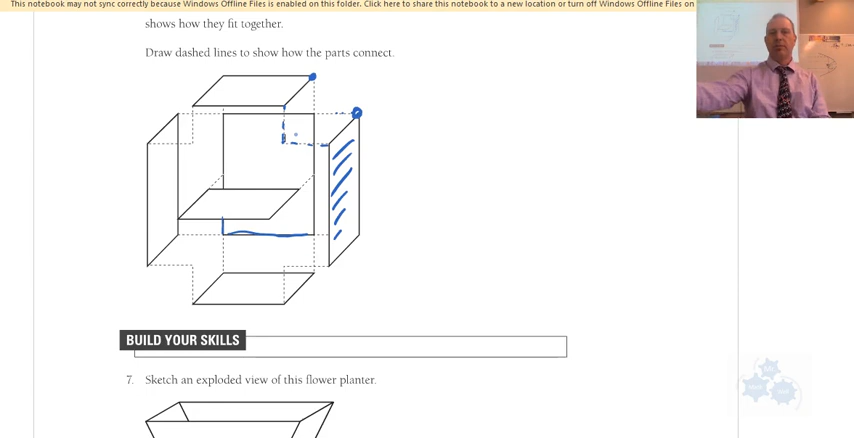 This notebook may not sync correctly because Windows Offline Files is enabled on this folder. Click here to share this notebook to a new location or turn off Windows Offline Files on
shows how they fit together.
Draw dashed lines to show how the parts connect.
BUILD YOUR SKILLS
7. Sketch an exploded view of this flower planter.